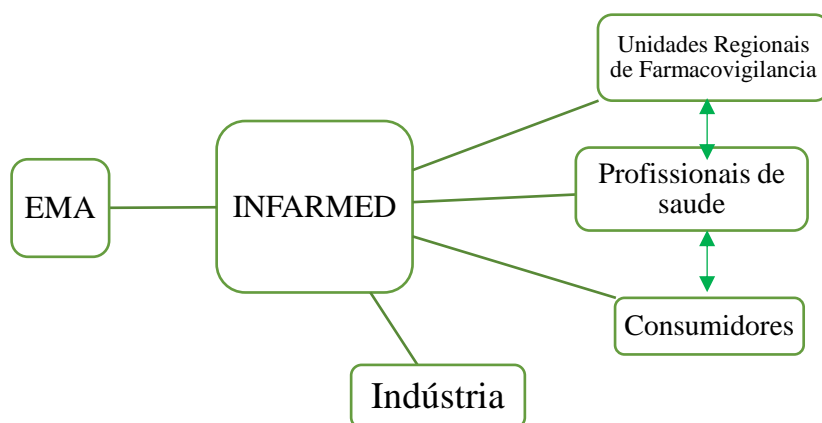 Unidades Regionais
de Farmacovigilancia
EMA
INFARMED
Profissionais de
saude
Consumidores
Indústria